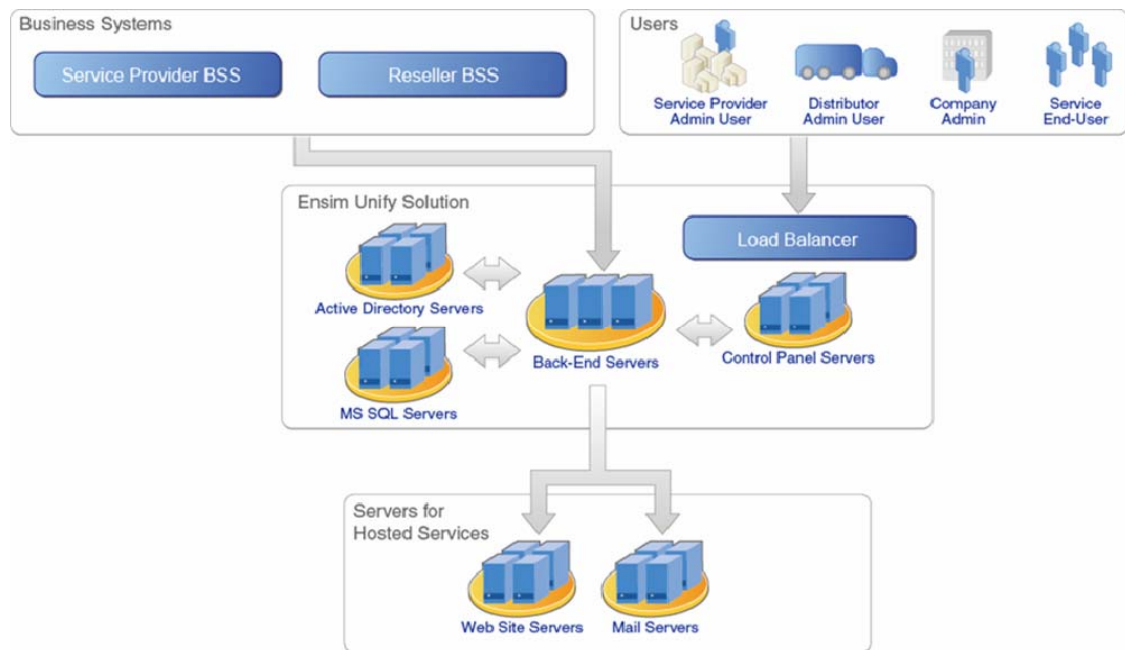 Business Systems
Service Provider BSS
Reseller BSS
Users
Service Provider
Admin User
Distributor
Admin User
Company
Admin
Service
End-User
Ensim Unify Solution
Load Balancer
Active Directory Servers
Back-End Servers
Control Panel Servers
MS SQL Servers
Servers for
Hosted Services
Web Site Servers
Mail Servers